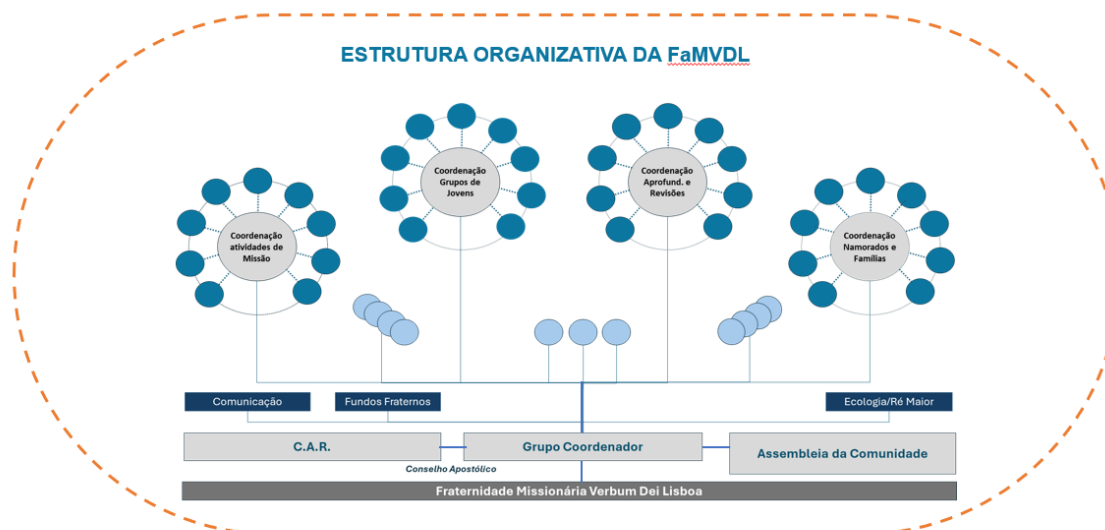 ESTRUTURA ORGANIZATIVA DA FaMVDL
Coordenação
Grupos de
Jovens
Coordenação
Aprofund. e
Revisões
Coordenação
atividades de
Missão
Coordenação
Namorados e
Famílias
Comunicação
Fundos Fraternos
Ecologia/Ré Maior
C.A.R.
Grupo Coordenador
Assembleia da Comunidade
Conselho Apostólico
Fraternidade Missionária Verbum Dei Lisboa